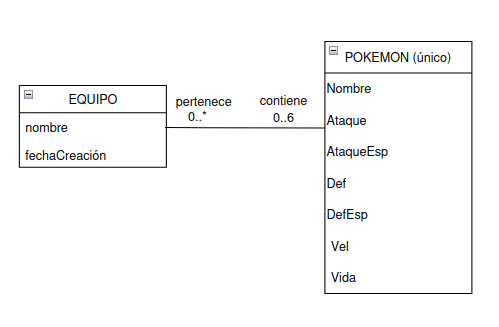 EQUIPO
nombre
fechaCreación
pertenece
0..*
contiene
0..6
POKEMON (único)
Nombre
Ataque
AtaqueEsp
Def
DefEsp
Vel
Vida